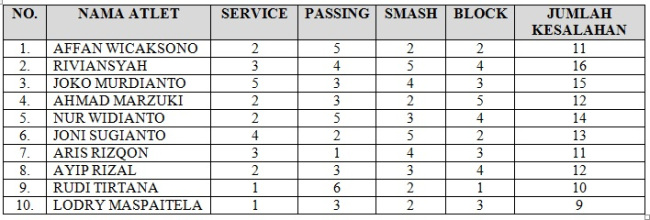 NO. NAMA ATLET SERVICE PASSING SMASH BLOCK JUMLAH
KESALAHAN
1. AFFAN WICAKSONO 2 5 2 2 11
2. RIVIANSYAH 3 4 5 4 16
3. JOKO MURDIANTO 5 3 4 3 15
4. AHMAD MARZUKI 2 3 2 5 12
5. NUR WIDIANTO 2 5 3 4 14
6. JONI SUGIANTO 4 2 5 2 13
7. ARIS RIZQON 3 1 4 3 11
8. AYIP RIZAL 2 3 3 4 12
9. RUDI TIRTANA 1 6 2 1 10
10. LODRY MASPAITELA 1 3 2 3 9